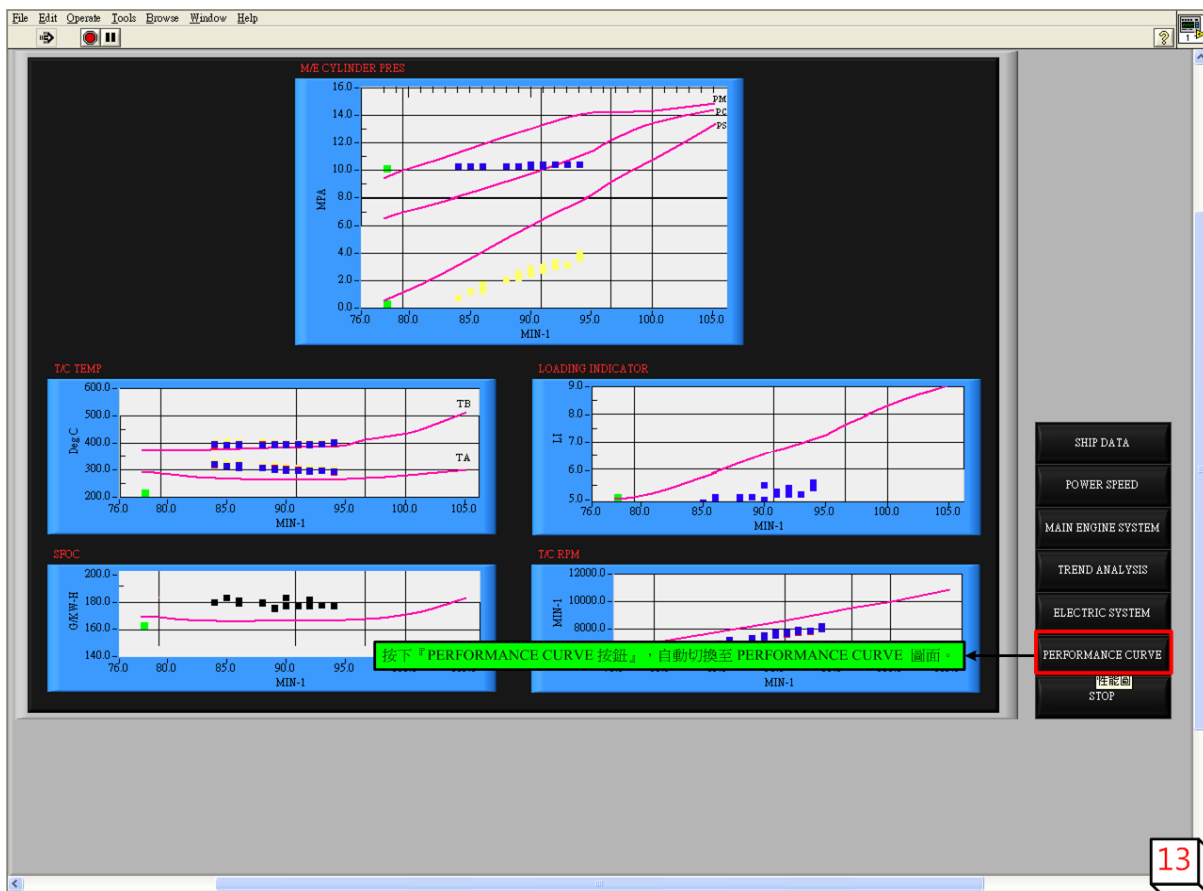 File Edit Operate Tools Browse Window Help
?
1
M/E CYLINDER PRES
16.0
14.0
12.0
10.0
8.0
6.0
4.0
2.0
0.0
MPA
PM
PC
PS
76.0 80.0 85.0 90.0 95.0 100.0 105.0
MIN-1
T/C TEMP
600.0
500.0
400.0
300.0
200.0
Deg C
TB
TA
76.0 80.0 85.0 90.0 95.0 100.0 105.0
MIN-1
LOADING INDICATOR
9.0
8.0
7.0
6.0
5.0
LI
76.0 80.0 85.0 90.0 95.0 100.0 105.0
MIN-1
SFOC
200.0
180.0
160.0
140.0
G/KW-H
76.0 80.0 85.0 90.0
MIN-1
T/C RPM
12000.0
10000.0
8000.0
MIN-1
MIN-1
按下『PERFORMANCE CURVE 按鈕』，自動切換至 PERFORMANCE CURVE 圖面。
SHIP DATA
POWER SPEED
MAIN ENGINE SYSTEM
TREND ANALYSIS
ELECTRIC SYSTEM
PERFORMANCE CURVE
性能圖
STOP
13